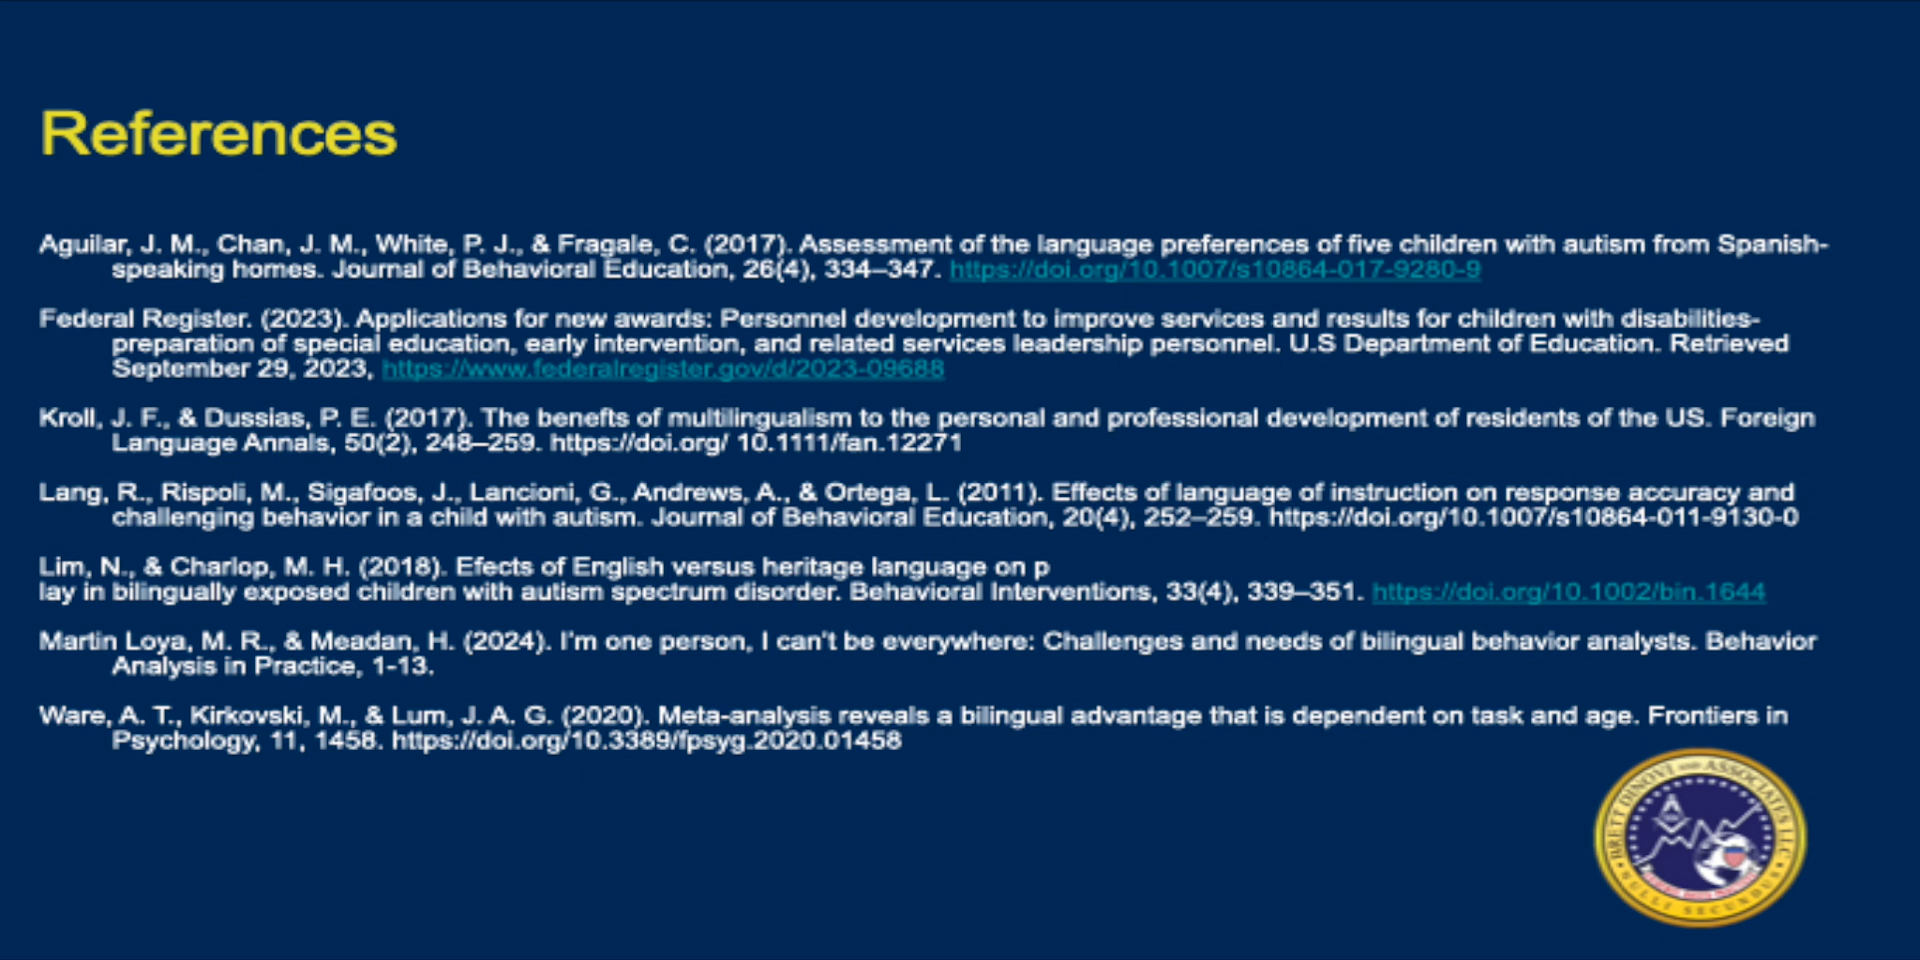 References
Aguilar, J. M., Chan, J. M., White, P. J., & Fragale, C. (2017). Assessment of the language preferences of five children with autism from Spanish-
speaking homes. Journal of Behavioral Education, 26(4), 334–347. https://doi.org/10.1007/s10864-017-9280-9
Federal Register. (2023). Applications for new awards: Personnel development to improve services and results for children with disabilities-
preparation of special education, early intervention, and related services leadership personnel. U.S Department of Education. Retrieved
September 29, 2023, https://www.federalregister.gov/d/2023-09688
Kroll, J. F., & Dussias, P. E. (2017). The benefts of multilingualism to the personal and professional development of residents of the US. Foreign
Language Annals, 50(2), 248–259. https://doi.org/ 10.1111/fan.12271
Lang, R., Rispoli, M., Sigafoos, J., Lancioni, G., Andrews, A., & Ortega, L. (2011). Effects of language of instruction on response accuracy and
challenging behavior in a child with autism. Journal of Behavioral Education, 20(4), 252–259. https://doi.org/10.1007/s10864-011-9130-0
Lim, N., & Charlop, M. H. (2018). Efects of English versus heritage language on p
lay in bilingually exposed children with autism spectrum disorder. Behavioral Interventions, 33(4), 339–351. https://doi.org/10.1002/bin.1644
Martin Loya, M. R., & Meadan, H. (2024). I'm one person, I can't be everywhere: Challenges and needs of bilingual behavior analysts. Behavior
Analysis in Practice, 1-13.
Ware, A. T., Kirkovski, M., & Lum, J. A. G. (2020). Meta-analysis reveals a bilingual advantage that is dependent on task and age. Frontiers in
Psychology, 11, 1458. https://doi.org/10.3389/fpsyg.2020.01458
BRETT DINOVI AND ASSOCIATES LLC
NULLI SECUNDUS